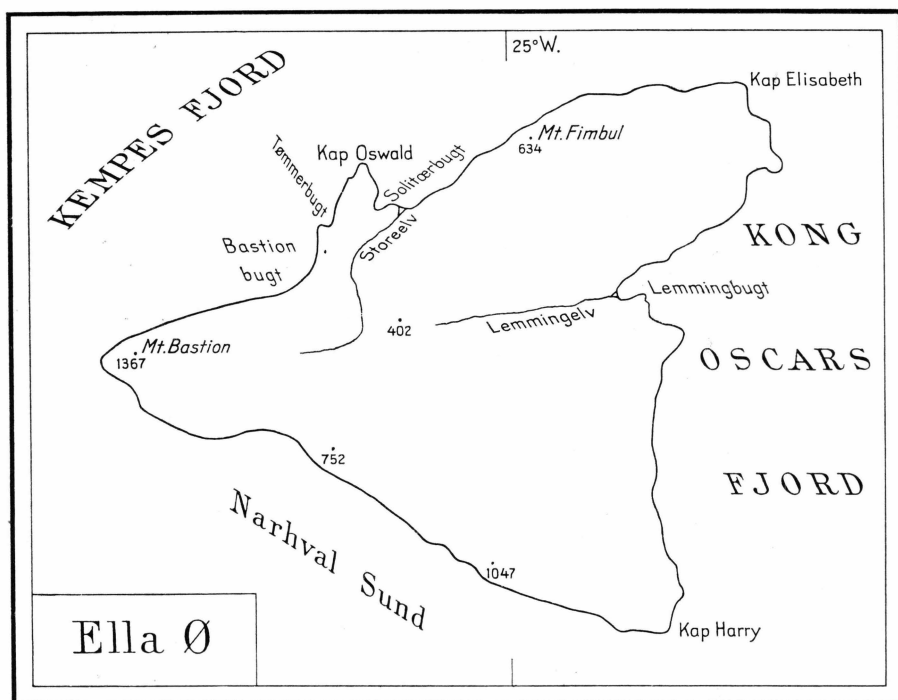 25°W.
Kap Elisabeth
KEMPES FJORD
Mt. Fimbul
634
Kap Oswald
Tømmerbugt
Solitærbugt
Storeelv
Bastion
bugt
KONG
Lemmingbugt
Lemmingelv
402
Mt. Bastion
1367
OSCARS
752
FJORD
Narhval Sund
1047
Kap Harry
Ella Ø